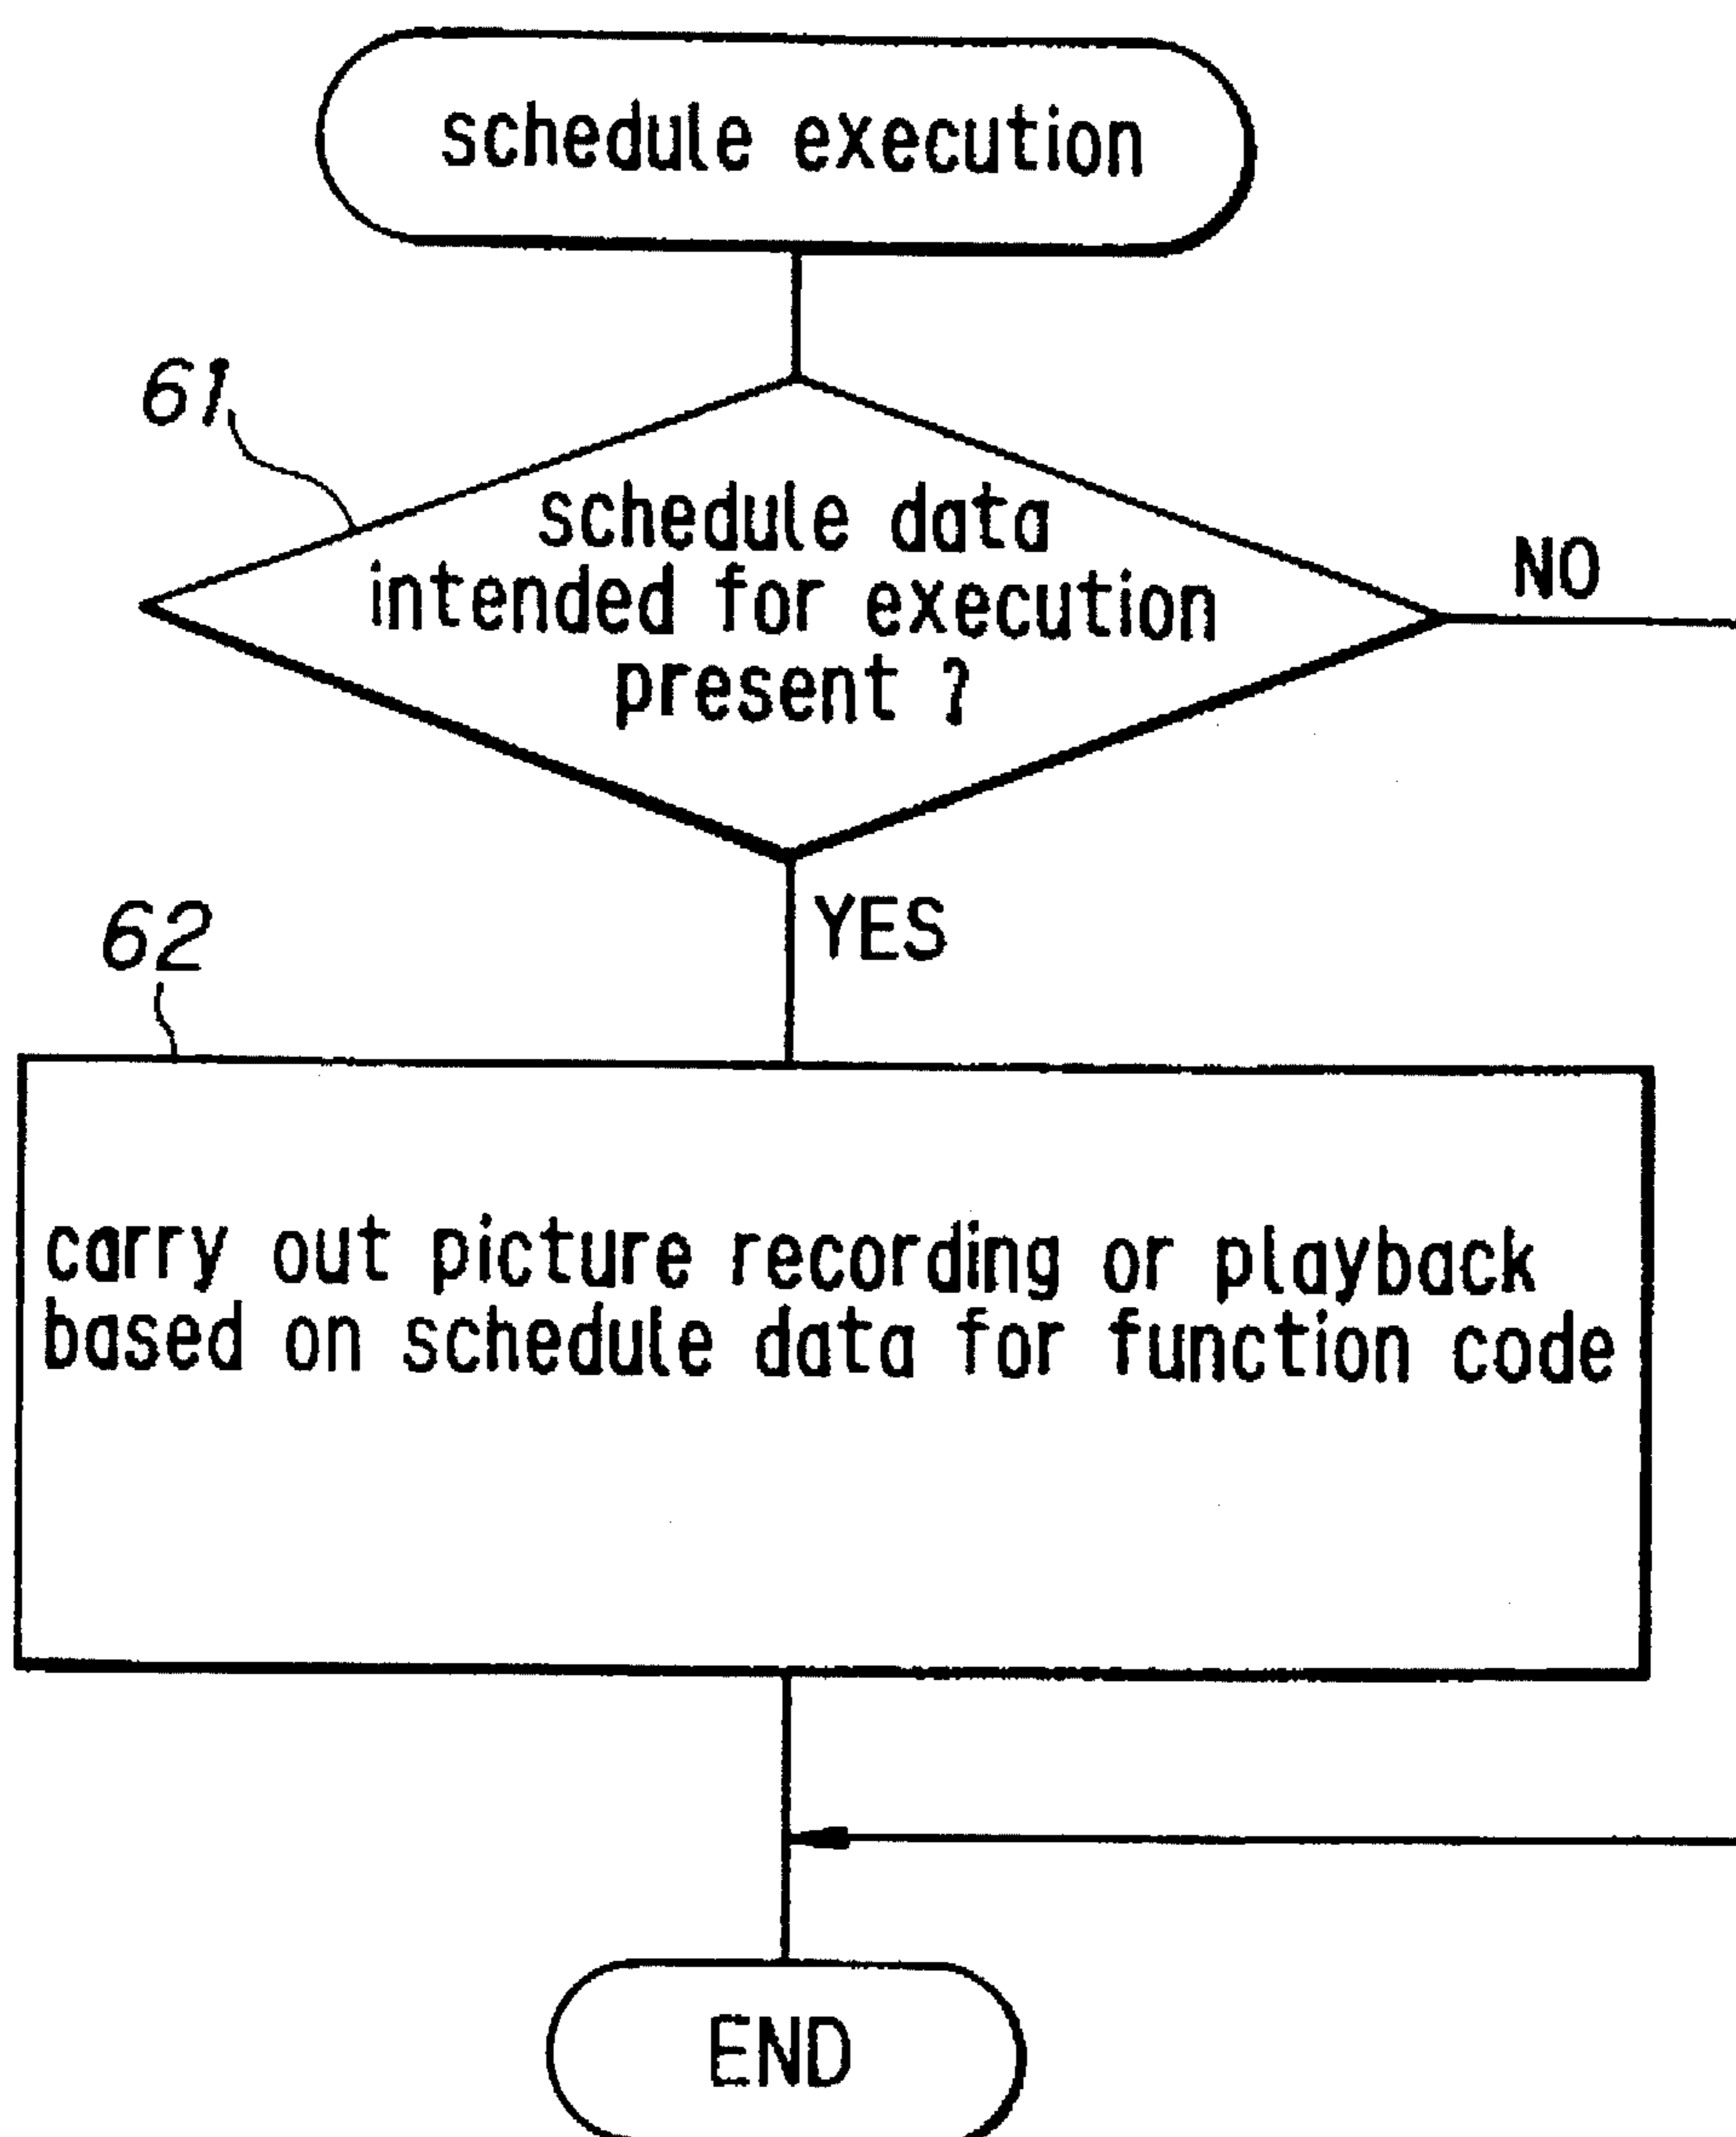 schedule execution
61
schedule data
intended for execution
present ?
NO
YES
62
carry out picture recording or playback
based on schedule data for function code
END